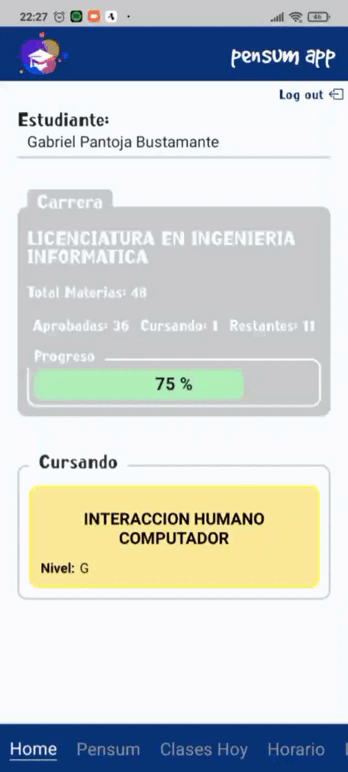 22:27
46
pensum app
Log out
Estudiante:
Gabriel Pantoja Bustamante
Carrera
LICENCIATURA EN INGENIERIA
INFORMATICA
Total Materias: 48
Aprobadas: 36 Cursando: 1 Restantes: 11
Progreso
75 %
Cursando
INTERACCION HUMANO
COMPUTADOR
Nivel: G
Home Pensum Clases Hoy Horario